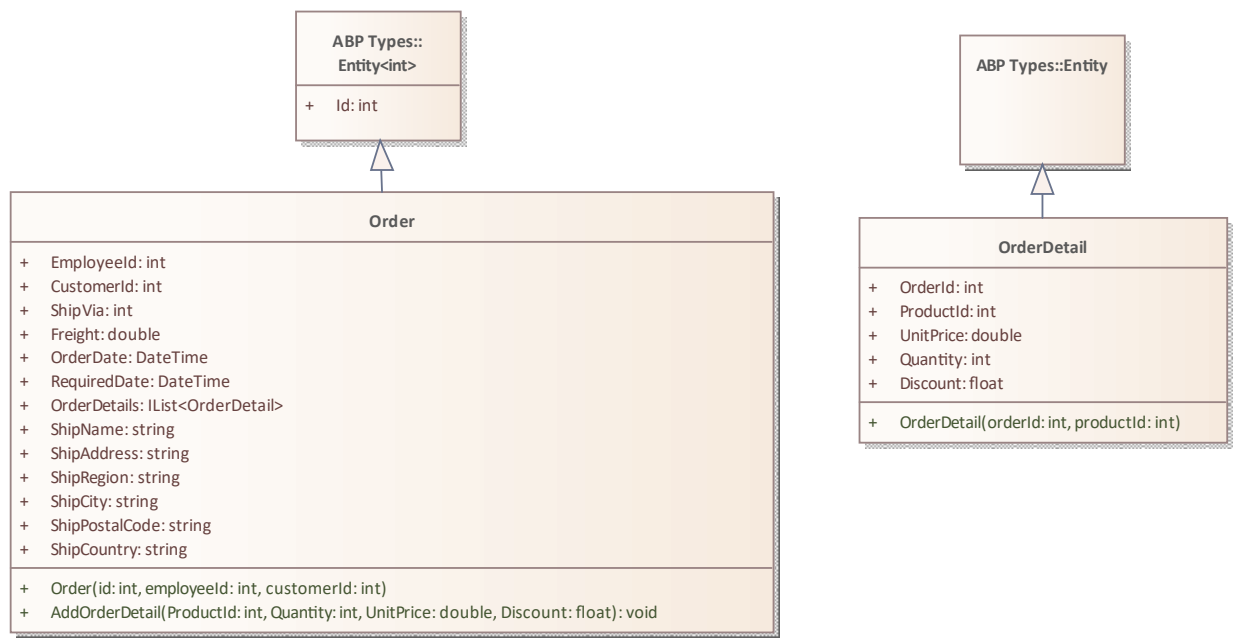 ABP Types::
Entity<int>
+ Id: int
Order
+ EmployeeId: int
+ CustomerId: int
+ ShipVia: int
+ Freight: double
+ OrderDate: DateTime
+ RequiredDate: DateTime
+ OrderDetails: IList<OrderDetail>
+ ShipName: string
+ ShipAddress: string
+ ShipRegion: string
+ ShipCity: string
+ ShipPostalCode: string
+ ShipCountry: string
+ Order(id: int, employeeId: int, customerId: int)
+ AddOrderDetail(ProductId: int, Quantity: int, UnitPrice: double, Discount: float): void
ABP Types::Entity
OrderDetail
+ OrderId: int
+ ProductId: int
+ UnitPrice: double
+ Quantity: int
+ Discount: float
+ OrderDetail(orderId: int, productId: int)